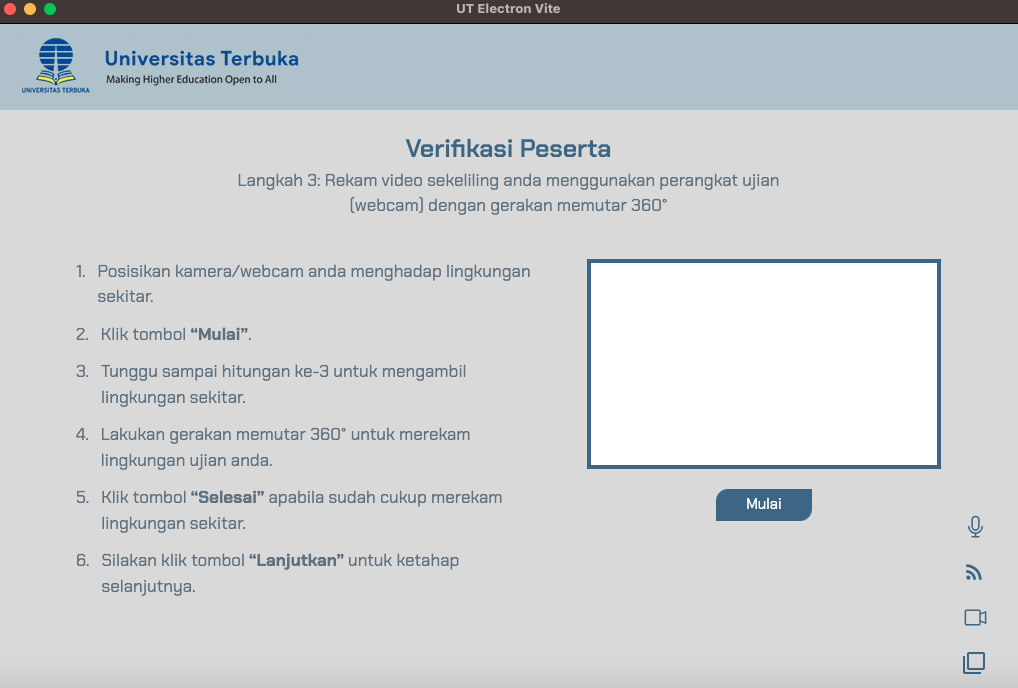 UT Electron Vite
Universitas Terbuka
Making Higher Education Open to All
UNIVERSITAS TERBUKA
Verifikasi Peserta
Langkah 3: Rekam video sekeliling anda menggunakan perangkat ujian
(webcam) dengan gerakan memutar 360°
1. Posisikan kamera/webcam anda menghadap lingkungan
sekitar.
2. Klik tombol “Mulai”.
3. Tunggu sampai hitungan ke-3 untuk mengambil
lingkungan sekitar.
4. Lakukan gerakan memutar 360° untuk merekam
lingkungan ujian anda.
5. Klik tombol “Selesai” apabila sudah cukup merekam
lingkungan sekitar.
6. Silakan klik tombol “Lanjutkan” untuk ketahap
selanjutnya.
Mulai